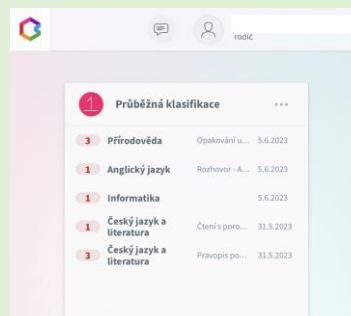 rodič
1 Průběžná klasifikace ...
3 Přírodověda Opakování u... 5.6.2023
1 Anglický jazyk Rozhovor - A... 5.6.2023
1 Informatika 5.6.2023
1 Český jazyk a literatura Čtení s poro... 31.5.2023
3 Český jazyk a literatura Pravopis po... 31.5.2023